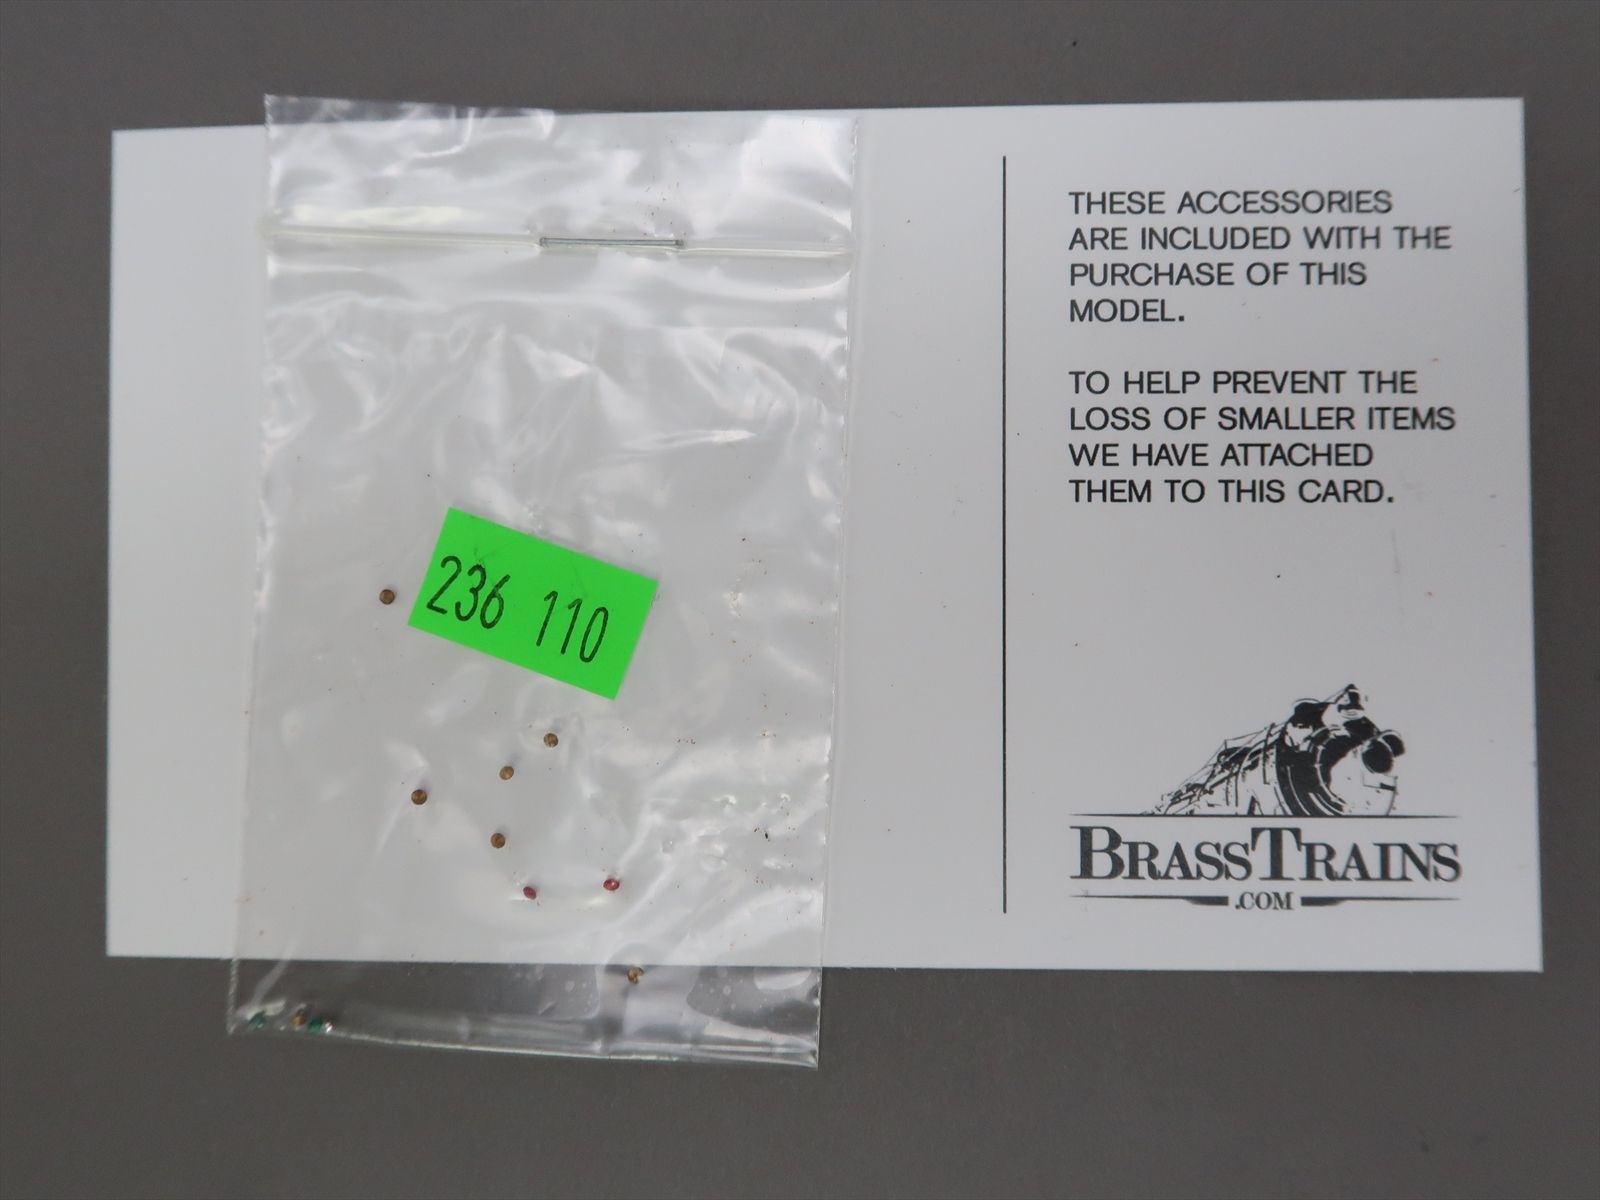 236 110
THESE ACCESSORIES
ARE INCLUDED WITH THE
PURCHASE OF THIS
MODEL.
TO HELP PREVENT THE
LOSS OF SMALLER ITEMS
WE HAVE ATTACHED
THEM TO THIS CARD.
BRASSTRAINS
.COM